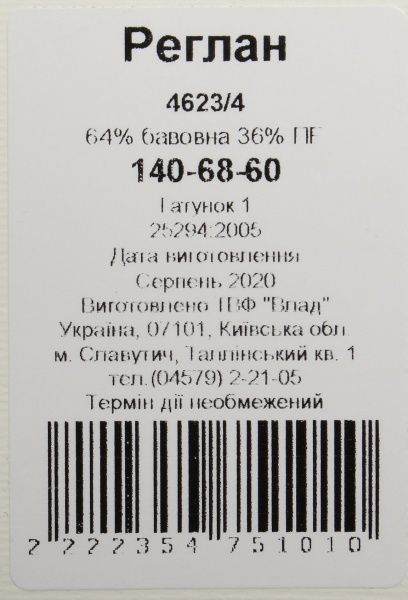 Реглан
4623/4
64% бавовна 36% ПЕ
140-68-60
Гатунок 1
25294:2005
Дата виготовлення
Серпень 2020
Виготовлено ТВФ "Влад"
Україна, 07101, Київська обл.
м. Славутич, Таллінський кв. 1
тел.(04579) 2-21-05
Термін дії необмежений
2 222354 751010